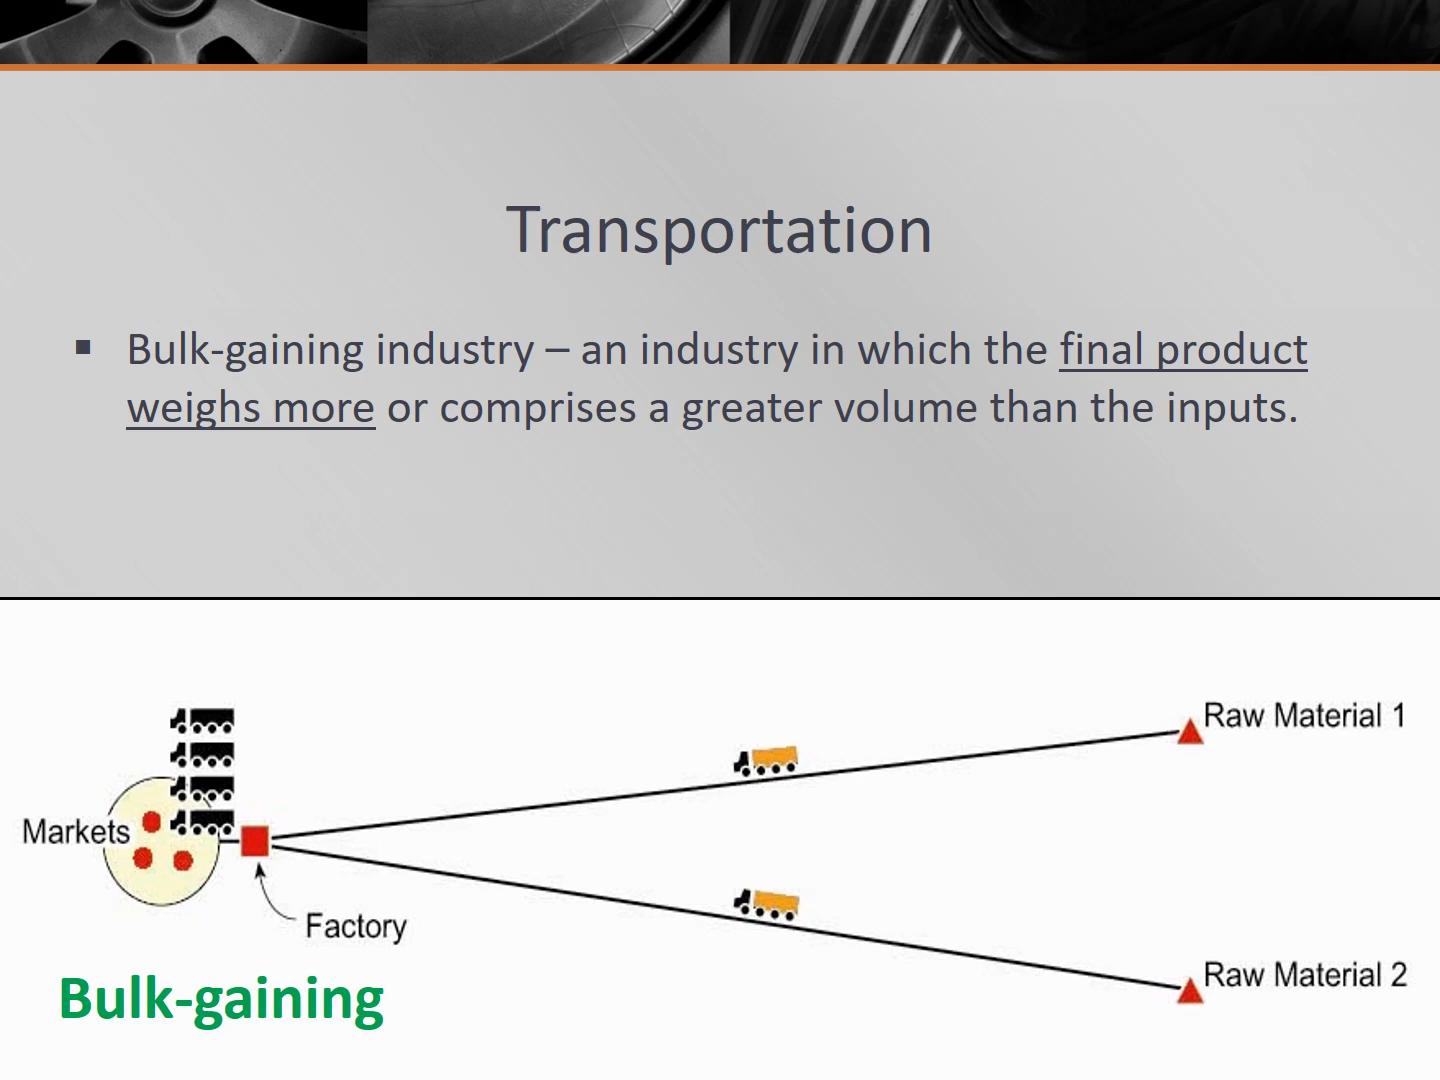 Transportation
▪ Bulk-gaining industry – an industry in which the final product
weighs more or comprises a greater volume than the inputs.
Raw Material 1
Markets
Factory
Raw Material 2
Bulk-gaining